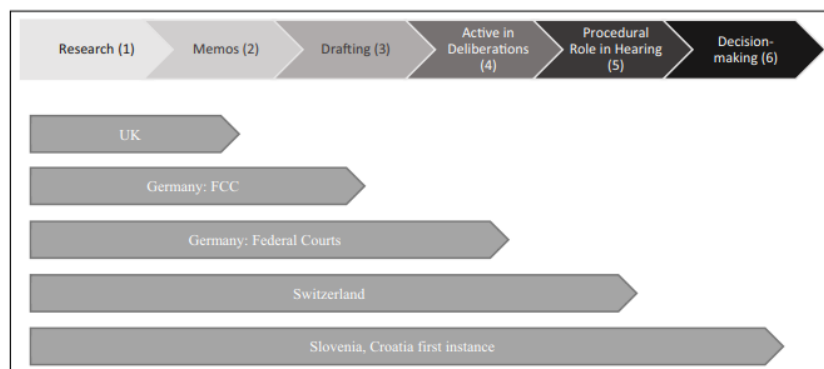 Research (1)
Memos (2)
Drafting (3)
Active in
Deliberations
(4)
Procedural
Role in Hearing
(5)
Decision-
making (6)
UK
Germany: FCC
Germany: Federal Courts
Switzerland
Slovenia, Croatia first instance